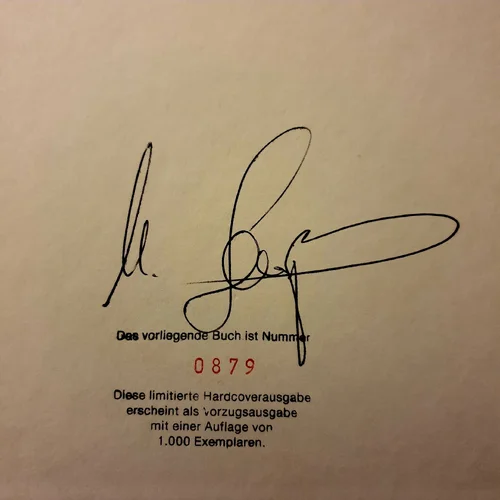 Das vorliegende Buch ist Nummer
0879
Diese limitierte Hardcoverausgabe
erscheint als Vorzugsausgabe
mit einer Auflage von
1.000 Exemplaren.